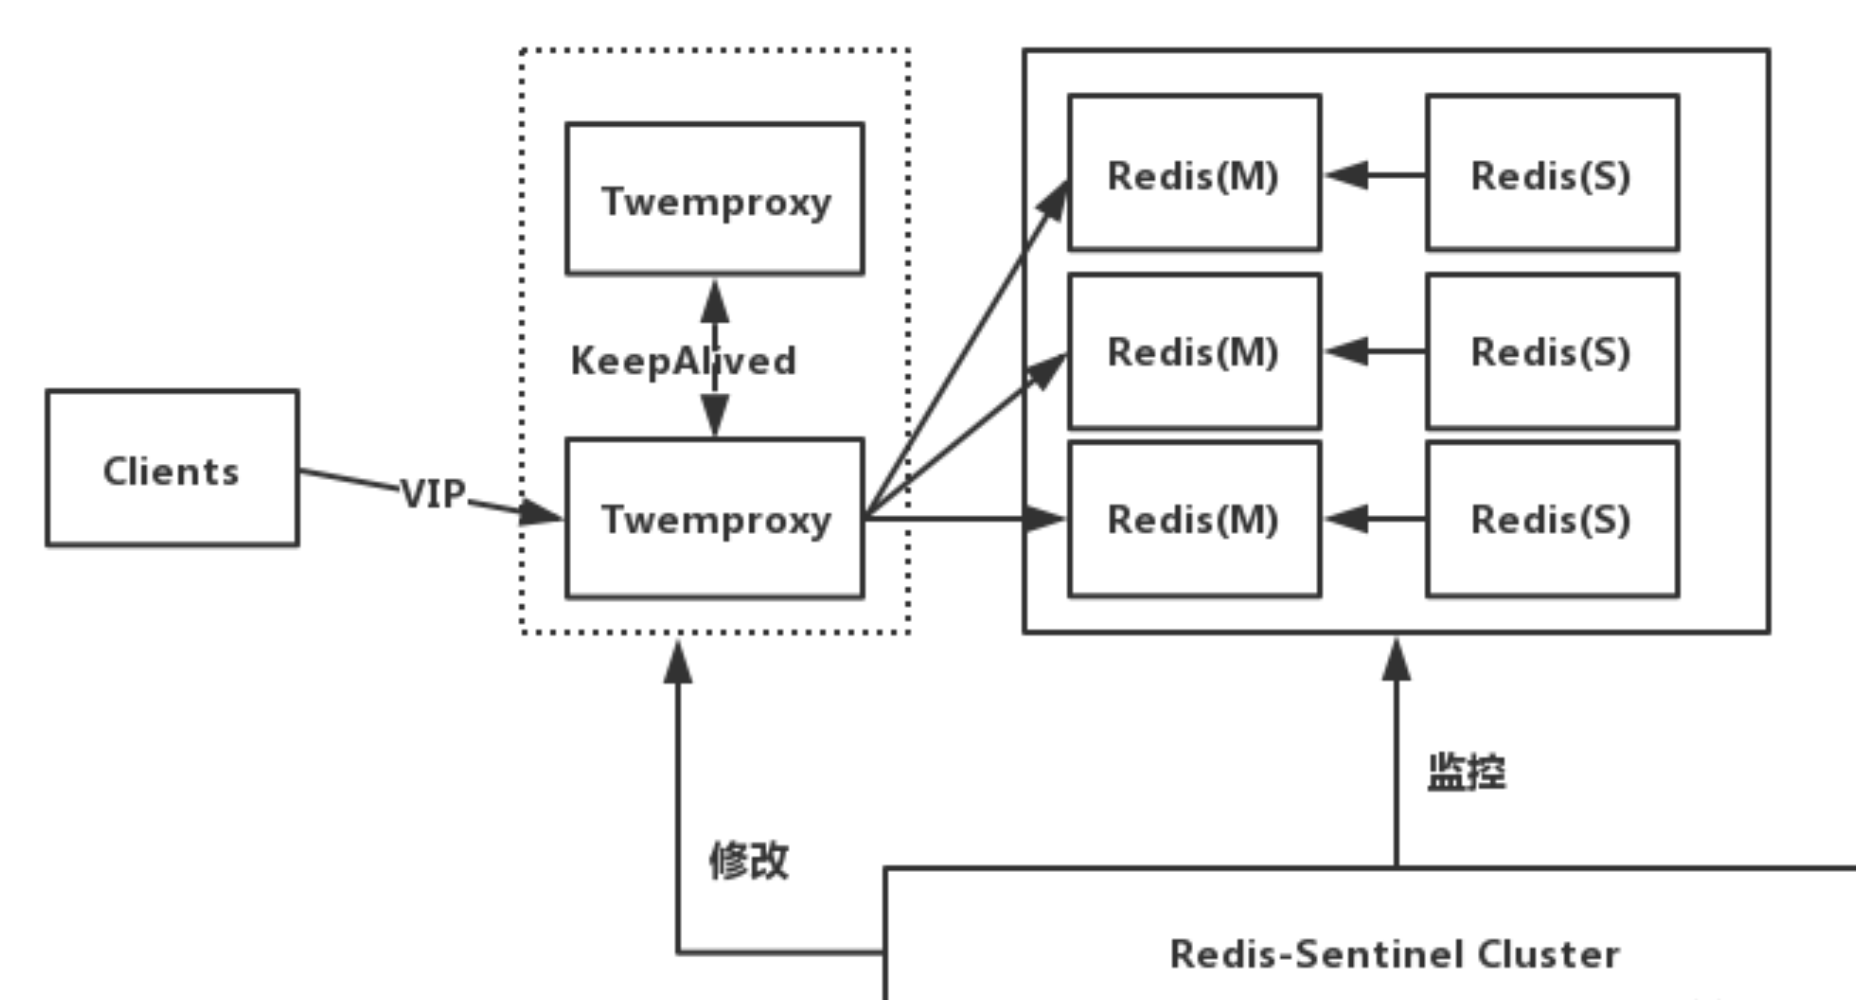 Twemproxy
KeepAlived
Clients
VIP
Twemproxy
Redis(M)
Redis(S)
Redis(M)
Redis(S)
Redis(M)
Redis(S)
修改
监控
Redis-Sentinel Cluster